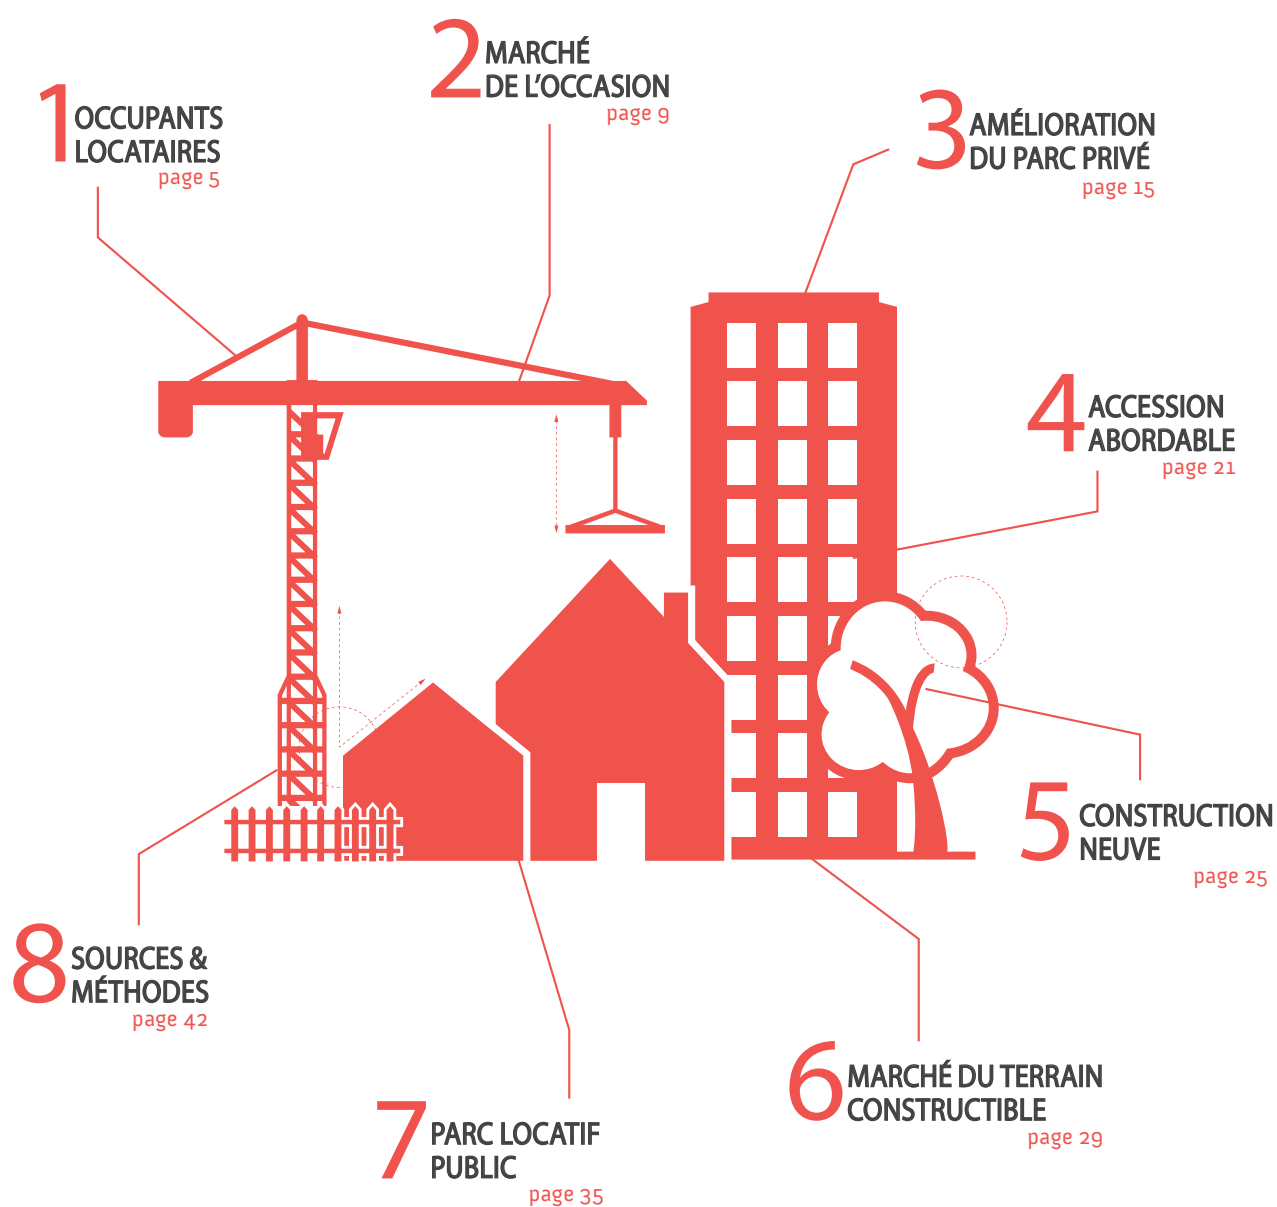 1 OCCUPANTS
LOCATAIRES
page 5
2 MARCHÉ
DE L'OCCASION
page 9
3 AMÉLIORATION
DU PARC PRIVÉ
page 15
4 ACCESSION
ABORDABLE
page 21
5 CONSTRUCTION
NEUVE
page 25
6 MARCHÉ DU TERRAIN
CONSTRUCTIBLE
page 29
7 PARC LOCATIF
PUBLIC
page 35
8 SOURCES &
MÉTHODES
page 42